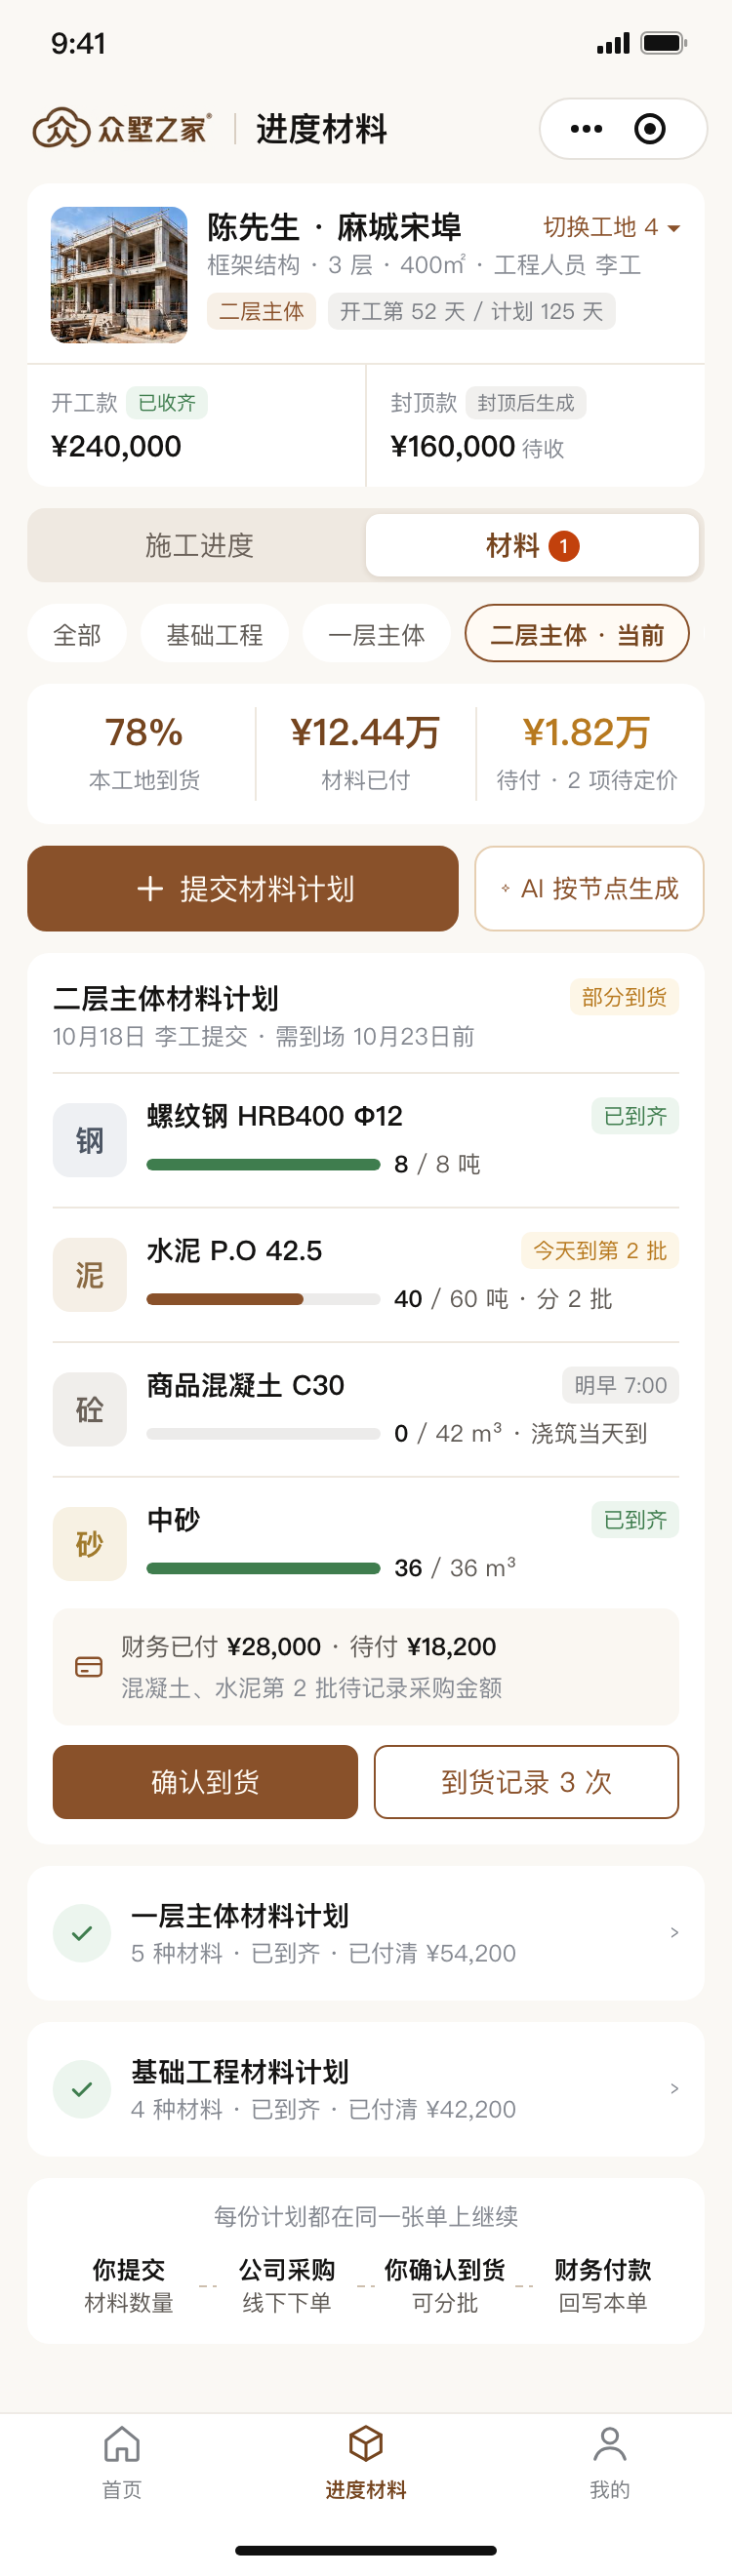 9:41
众墅之家® 进度材料
陈先生 · 麻城宋埠 切换工地 4
框架结构 · 3 层 · 400㎡ · 工程人员 李工
二层主体 开工第 52 天 / 计划 125 天
开工款 已收齐
¥240,000
封顶款 封顶后生成
¥160,000 待收
施工进度 材料 1
全部 基础工程 一层主体 二层主体 · 当前
78% ¥12.44万 ¥1.82万
本工地到货 材料已付 待付 · 2 项待定价
提交材料计划 AI 按节点生成
二层主体材料计划 部分到货
10月18日 李工提交 · 需到场 10月23日前
钢 螺纹钢 HRB400 Φ12 已到齐
8 / 8 吨
泥 水泥 P.O 42.5 今天到第 2 批
40 / 60 吨 · 分 2 批
砼 商品混凝土 C30 明早 7:00
0 / 42 m³ · 浇筑当天到
砂 中砂 已到齐
36 / 36 m³
财务已付 ¥28,000 · 待付 ¥18,200
混凝土、水泥第 2 批待记录采购金额
确认到货 到货记录 3 次
一层主体材料计划
5 种材料 · 已到齐 · 已付清 ¥54,200
基础工程材料计划
4 种材料 · 已到齐 · 已付清 ¥42,200
每份计划都在同一张单上继续
你提交 公司采购 你确认到货 财务付款
材料数量 线下下单 可分批 回写本单
首页 进度材料 我的